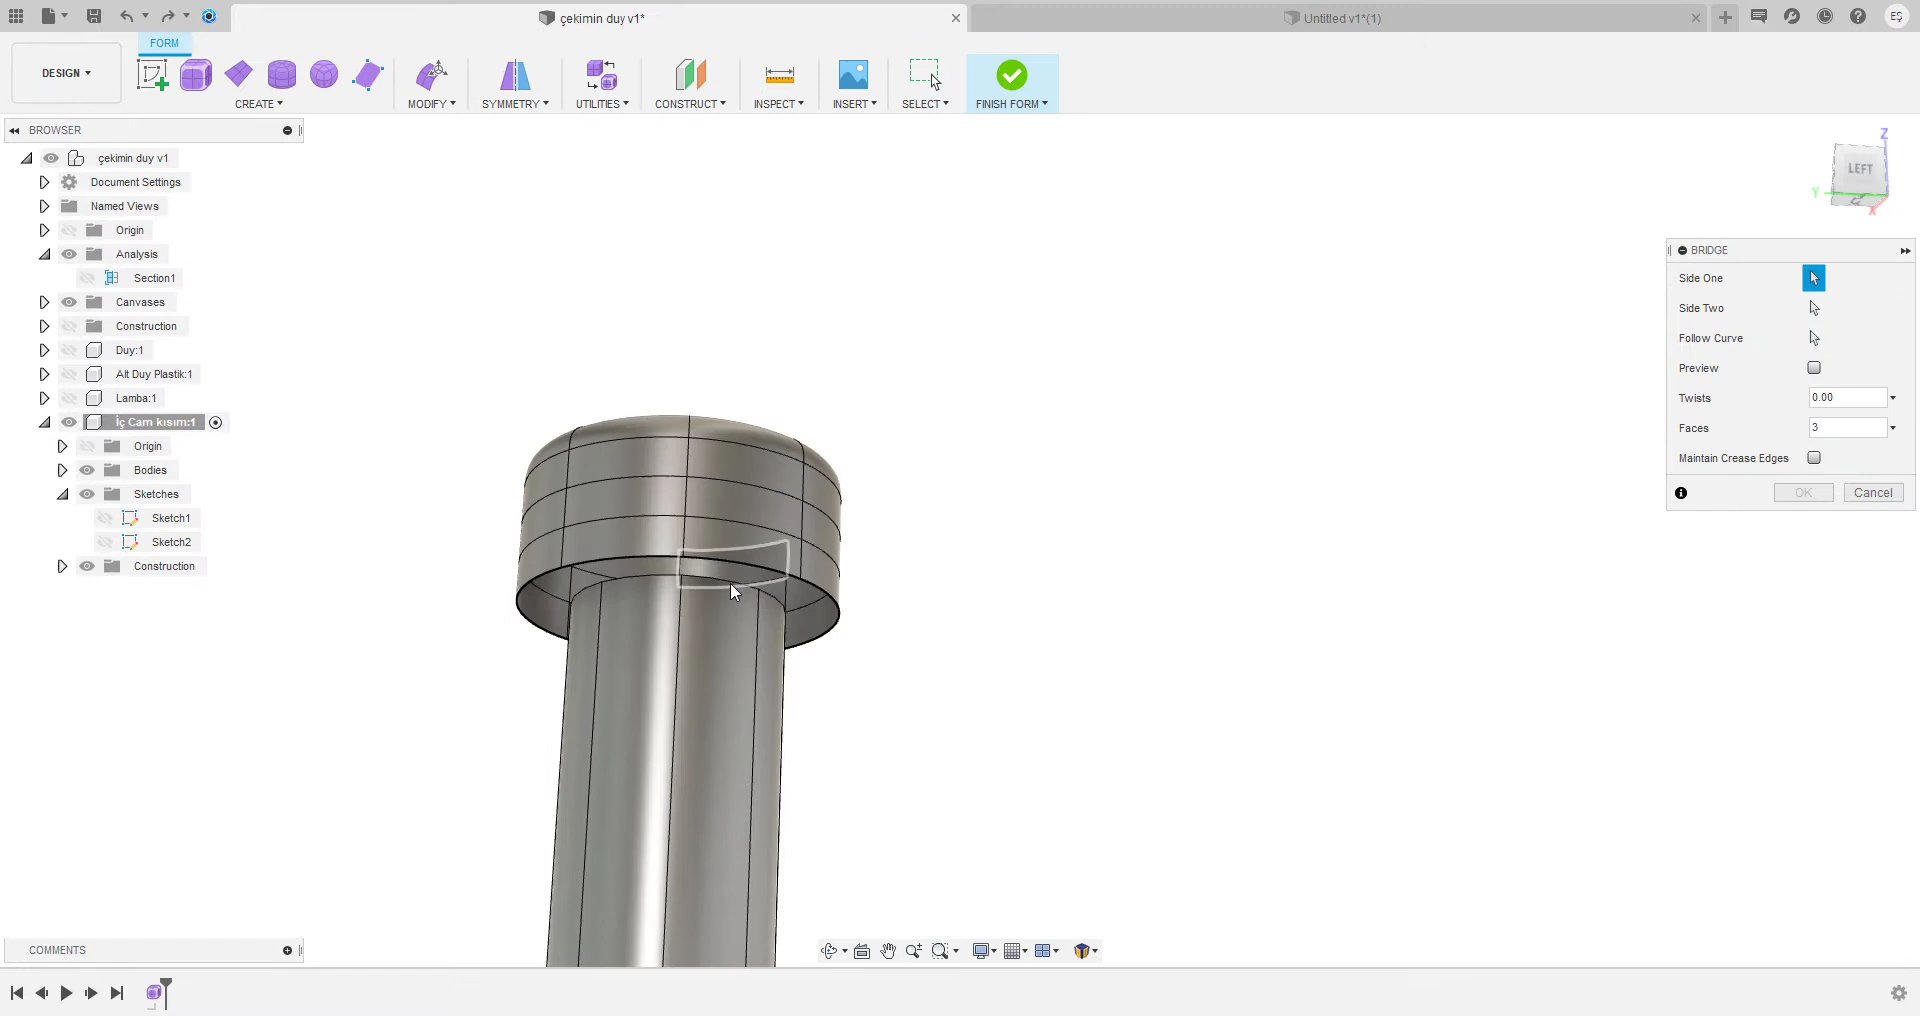 çekimin duy v1*
Untitled v1*(1)
EŞ
FORM
DESIGN
CREATE
MODIFY
SYMMETRY
UTILITIES
CONSTRUCT
INSPECT
INSERT
SELECT
FINISH FORM
BROWSER
çekimin duy v1
Document Settings
Named Views
Origin
Analysis
Section1
Canvases
Construction
Duy:1
Alt Duy Plastik:1
Lamba:1
İç Cam kısım:1
Origin
Bodies
Sketches
Sketch1
Sketch2
Construction
Z
LEFT
Y
X
BRIDGE
Side One
Side Two
Follow Curve
Preview
Twists 0.00
Faces 3
Maintain Crease Edges
OK Cancel
COMMENTS